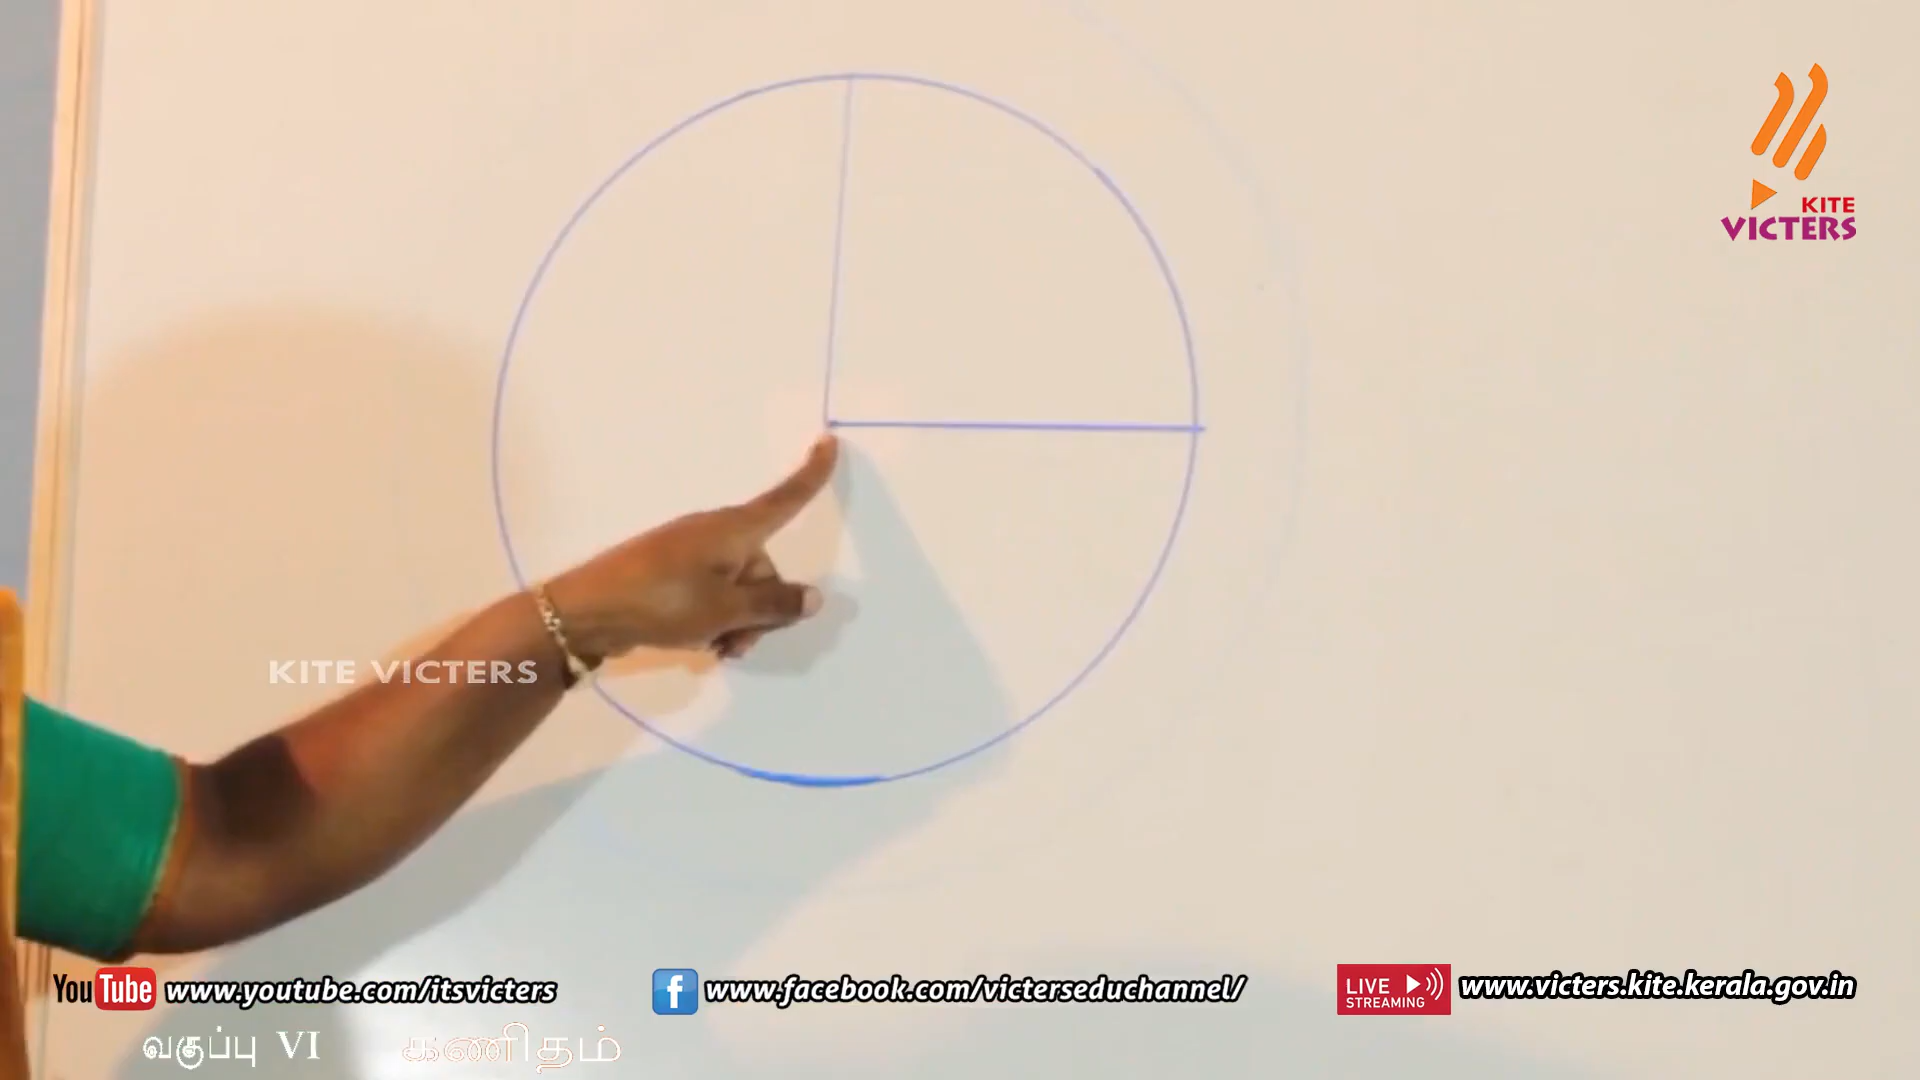 KITE
VICTERS
KITE VICTERS
YouTube www.youtube.com/itsvicters
f www.facebook.com/victerseduchannel/
LIVE STREAMING www.victers.kite.kerala.gov.in
வகுப்பு VI கணிதம்